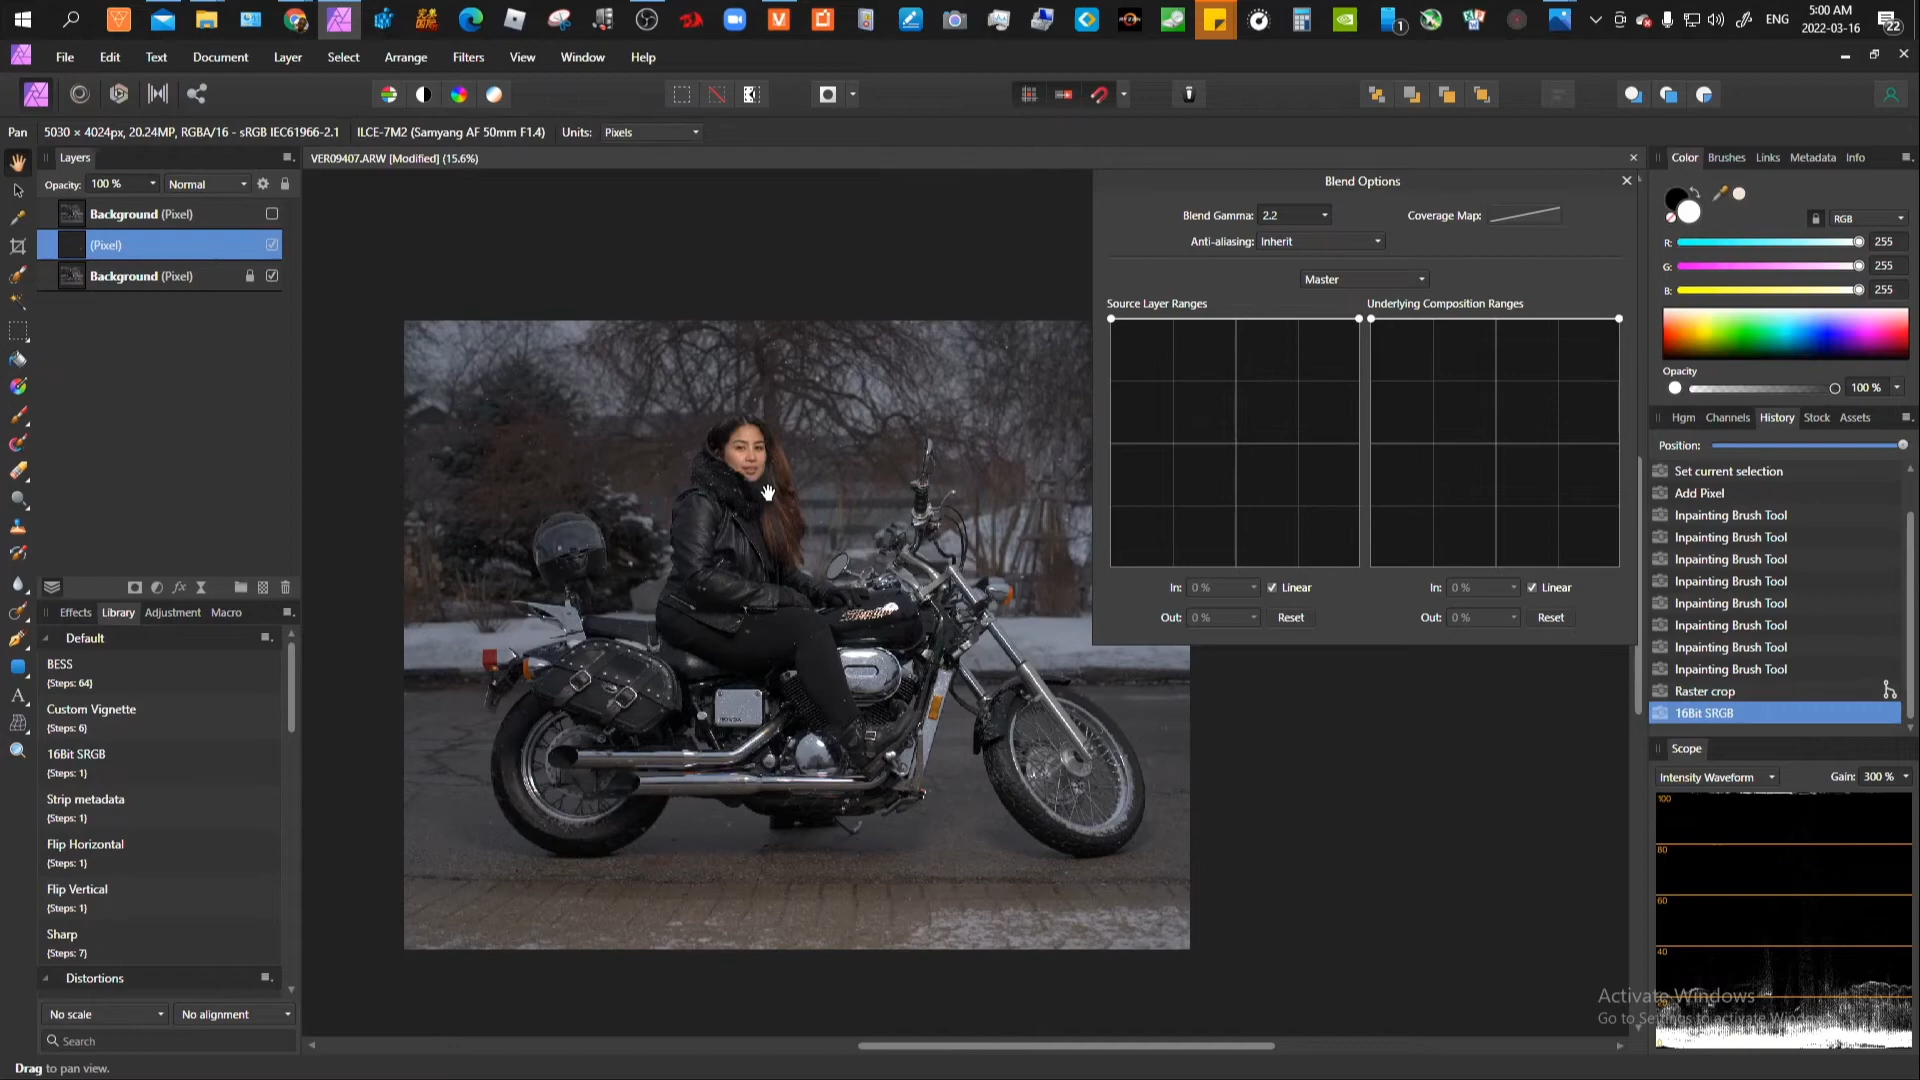 ENG
5:00 AM
2022-03-16
22
1
File Edit Text Document Layer Select Arrange Filters View Window Help
Pan 5030 × 4024px, 20.24MP, RGBA/16 - sRGB IEC61966-2.1 ILCE-7M2 (Samyang AF 50mm F1.4) Units: Pixels
Layers
VER09407.ARW [Modified] (15.6%)
Opacity: 100 % Normal
Background (Pixel)
(Pixel)
Background (Pixel)
Effects Library Adjustment Macro
Default
BESS
{Steps: 64}
Custom Vignette
{Steps: 6}
16Bit SRGB
{Steps: 1}
Strip metadata
{Steps: 1}
Flip Horizontal
{Steps: 1}
Flip Vertical
{Steps: 1}
Sharp
{Steps: 7}
Distortions
No scale No alignment
Search
Drag to pan view.
Blend Options
Blend Gamma: 2.2 Coverage Map:
Anti-aliasing: Inherit
Master
Source Layer Ranges Underlying Composition Ranges
In: 0 % Linear In: 0 % Linear
Out: 0 % Reset Out: 0 % Reset
Color Brushes Links Metadata Info
RGB
R: 255
G: 255
B: 255
Opacity
100 %
Hgm Channels History Stock Assets
Position:
Set current selection
Add Pixel
Inpainting Brush Tool
Inpainting Brush Tool
Inpainting Brush Tool
Inpainting Brush Tool
Inpainting Brush Tool
Inpainting Brush Tool
Inpainting Brush Tool
Inpainting Brush Tool
Raster crop
16Bit SRGB
Scope
Intensity Waveform Gain: 300 %
100
80
60
40
Activate Windows
Go to Settings to activate Windows.